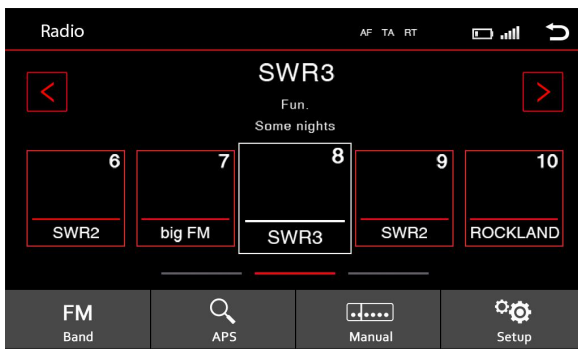 Radio
AF TA RT
SWR3
Fun.
Some nights
6
SWR2
7
big FM
8
SWR3
9
SWR2
10
ROCKLAND
FM
Band
APS
Manual
Setup